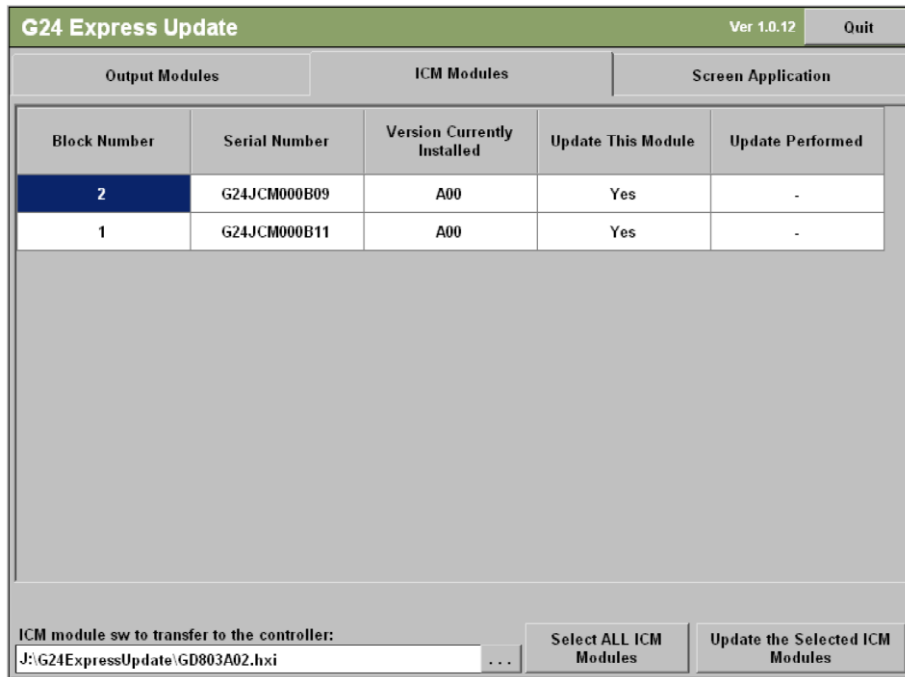 G24 Express Update Ver 1.0.12 Quit
Output Modules ICM Modules Screen Application
Block Number Serial Number Version Currently Installed Update This Module Update Performed
2 G24JCM000B09 A00 Yes -
1 G24JCM000B11 A00 Yes -
ICM module sw to transfer to the controller:
J:\G24ExpressUpdate\GD803A02.hxi ...
Select ALL ICM Modules
Update the Selected ICM Modules